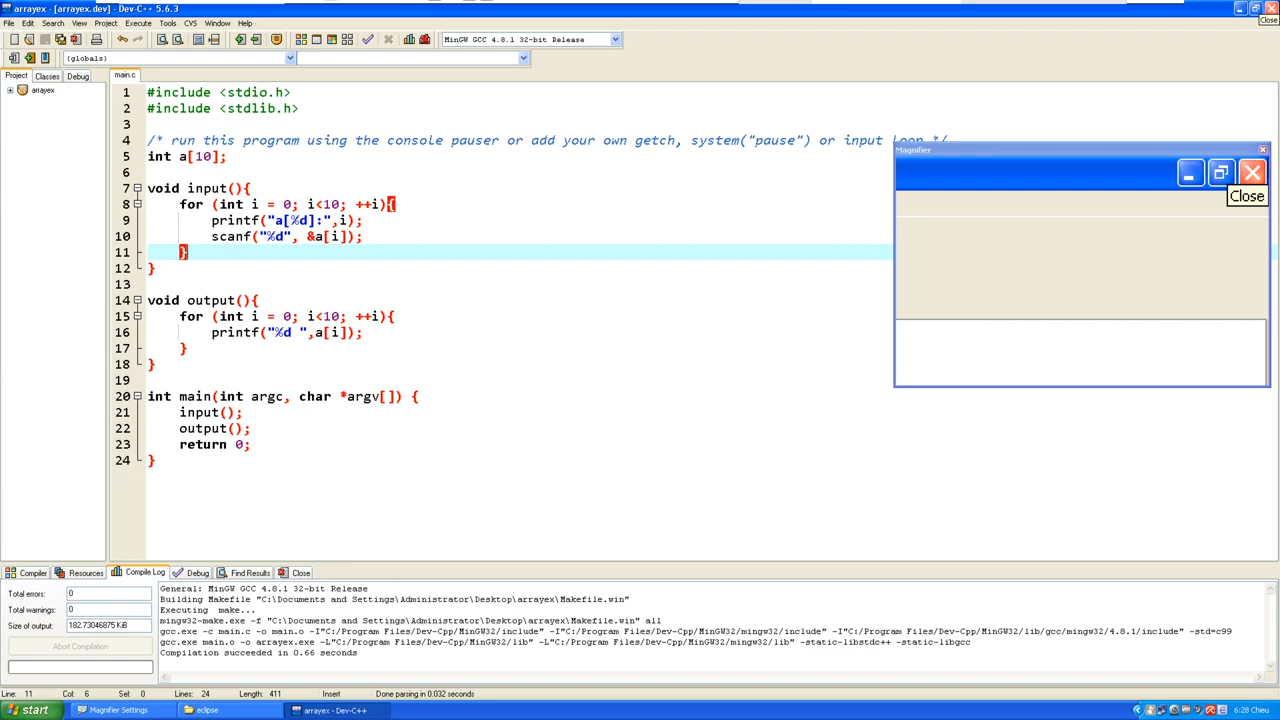 arrayex - [arrayex.dev] - Dev-C++ 5.6.3
File Edit Search View Project Execute Tools CVS Window Help
Close
MinGW GCC 4.8.1 32-bit Release
(globals)
Project Classes Debug
main.c
arrayex
1 #include <stdio.h>
2 #include <stdlib.h>
3
4 /* run this program using the console pauser or add your own getch, system("pause") or input loop */
5 int a[10];
6
7 void input(){
8 for (int i = 0; i<10; ++i){
9 printf("a[%d]:",i);
10 scanf("%d", &a[i]);
11 }
12 }
13
14 void output(){
15 for (int i = 0; i<10; ++i){
16 printf("%d ",a[i]);
17 }
18 }
19
20 int main(int argc, char *argv[]) {
21 input();
22 output();
23 return 0;
24 }
Magnifier
Close
Compiler Resources Compile Log Debug Find Results Close
Total errors: 0
Total warnings: 0
Size of output: 182.73046875 KiB
Abort Compilation
General: MinGW GCC 4.8.1 32-bit Release
Building Makefile "C:\Documents and Settings\Administrator\Desktop\arrayex\Makefile.win"
Executing make...
mingw32-make.exe -f "C:\Documents and Settings\Administrator\Desktop\arrayex\Makefile.win" all
gcc.exe -c main.c -o main.o -I"C:/Program Files/Dev-Cpp/MinGW32/include" -I"C:/Program Files/Dev-Cpp/MinGW32/mingw32/include" -I"C:/Program Files/Dev-Cpp/MinGW32/lib/gcc/mingw32/4.8.1/include" -std=c99
gcc.exe main.o -o arrayex.exe -L"C:/Program Files/Dev-Cpp/MinGW32/lib" -L"C:/Program Files/Dev-Cpp/MinGW32/mingw32/lib" -static-libstdc++ -static-libgcc
Compilation succeeded in 0.66 seconds
Line: 11 Col: 6 Sel: 0 Lines: 24 Length: 411 Insert Done parsing in 0.032 seconds
start Magnifier Settings eclipse arrayex - Dev-C++ 6:28 Chieu